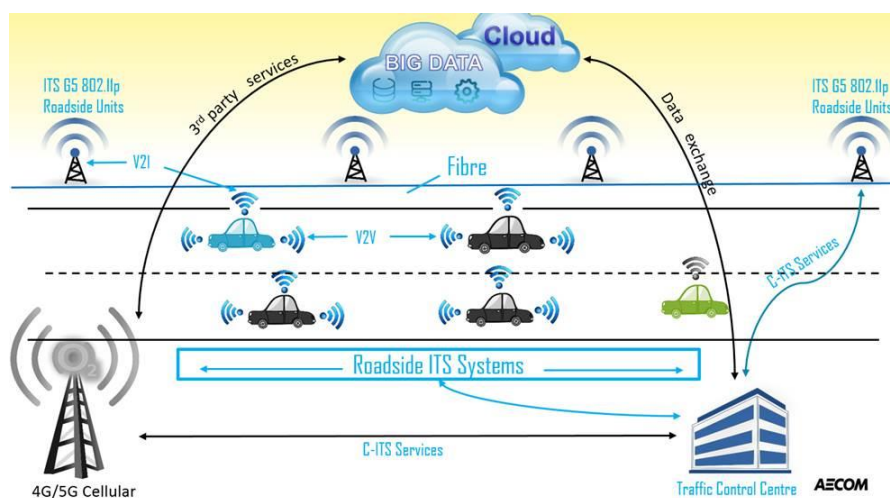 Cloud
BIG DATA
ITS G5 802.11p
Roadside Units
ITS G5 802.11p
Roadside Units
3rd party services
Data exchange
V2I
Fibre
V2V
C-ITS Services
Roadside ITS Systems
O2
C-ITS Services
4G/5G Cellular
Traffic Control Centre
AECOM